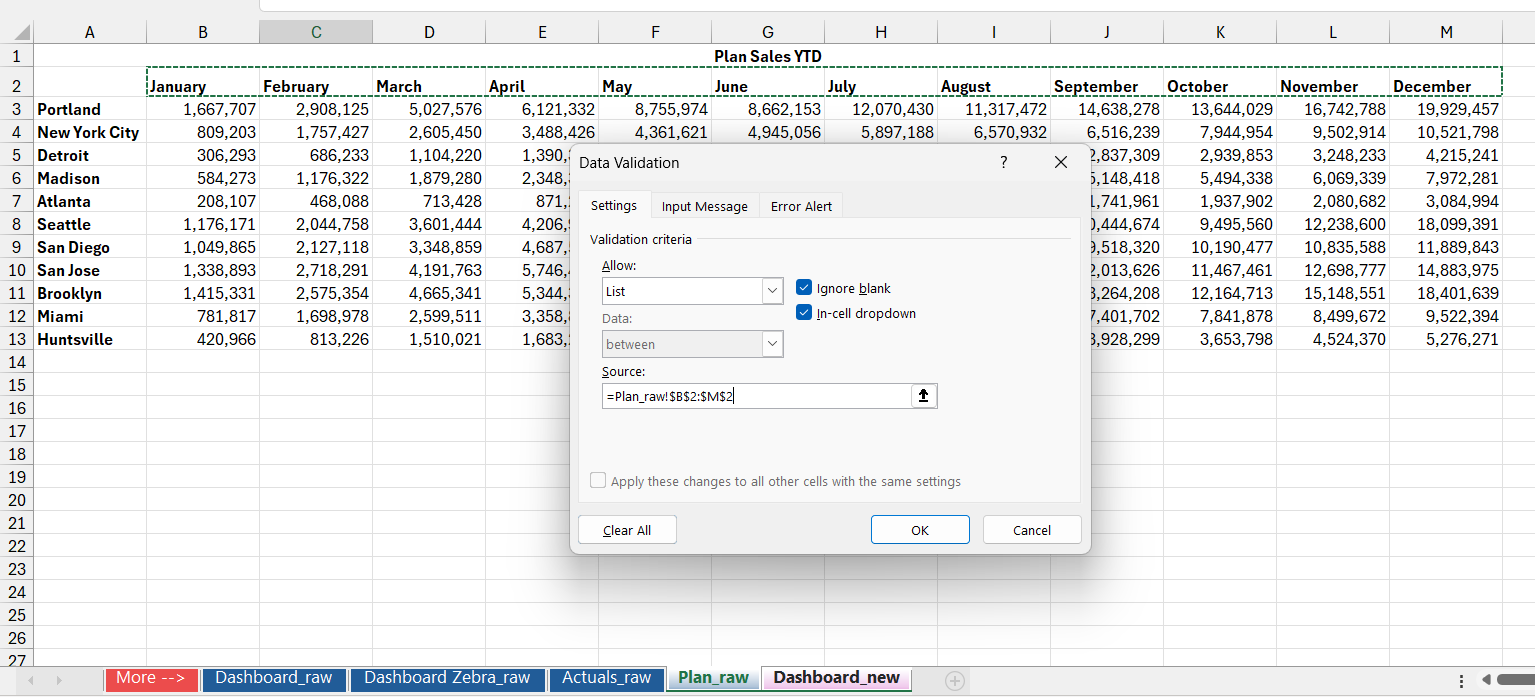 A B C D E F G H I J K L M
1 Plan Sales YTD
2 January February March April May June July August September October November December
3 Portland 1,667,707 2,908,125 5,027,576 6,121,332 8,755,974 8,662,153 12,070,430 11,317,472 14,638,278 13,644,029 16,742,788 19,929,457
4 New York City 809,203 1,757,427 2,605,450 3,488,426 4,361,621 4,945,056 5,897,188 6,570,932 6,516,239 7,944,954 9,502,914 10,521,798
5 Detroit 306,293 686,233 1,104,220 1,390, 2,837,309 2,939,853 3,248,233 4,215,241
6 Madison 584,273 1,176,322 1,879,280 2,348, 5,148,418 5,494,338 6,069,339 7,972,281
7 Atlanta 208,107 468,088 713,428 871, 1,741,961 1,937,902 2,080,682 3,084,994
8 Seattle 1,176,171 2,044,758 3,601,444 4,206, ,444,674 9,495,560 12,238,600 18,099,391
9 San Diego 1,049,865 2,127,118 3,348,859 4,687, 9,518,320 10,190,477 10,835,588 11,889,843
10 San Jose 1,338,893 2,718,291 4,191,763 5,746, 2,013,626 11,467,461 12,698,777 14,883,975
11 Brooklyn 1,415,331 2,575,354 4,665,341 5,344, 3,264,208 12,164,713 15,148,551 18,401,639
12 Miami 781,817 1,698,978 2,599,511 3,358, 7,401,702 7,841,878 8,499,672 9,522,394
13 Huntsville 420,966 813,226 1,510,021 1,683, 3,928,299 3,653,798 4,524,370 5,276,271
14
15
16
17
18
19
20
21
22
23
24
25
26
27
Data Validation ?
Settings Input Message Error Alert
Validation criteria
Allow:
List
Ignore blank
Data:
In-cell dropdown
between
Source:
=Plan_raw!$B$2:$M$2
Apply these changes to all other cells with the same settings
Clear All OK Cancel
More --> Dashboard_raw Dashboard Zebra_raw Actuals_raw Plan_raw Dashboard_new